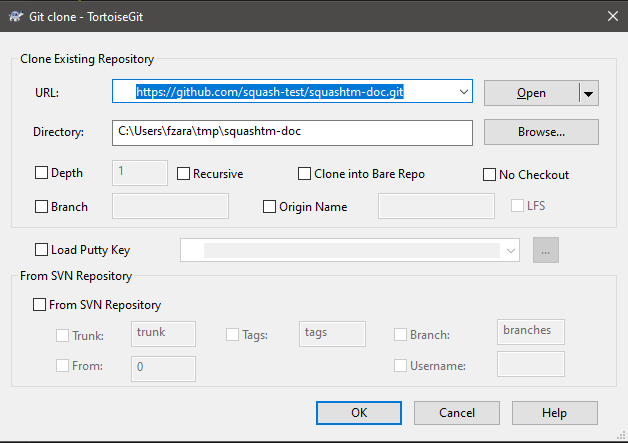 Git clone - TortoiseGit
Clone Existing Repository
URL: https://github.com/squash-test/squashtm-doc.git Open
Directory: C:\Users\fzara\tmp\squashtm-doc Browse...
Depth 1 Recursive Clone into Bare Repo No Checkout
Branch Origin Name LFS
Load Putty Key ...
From SVN Repository
From SVN Repository
Trunk: trunk Tags: tags Branch: branches
From: 0 Username:
OK Cancel Help